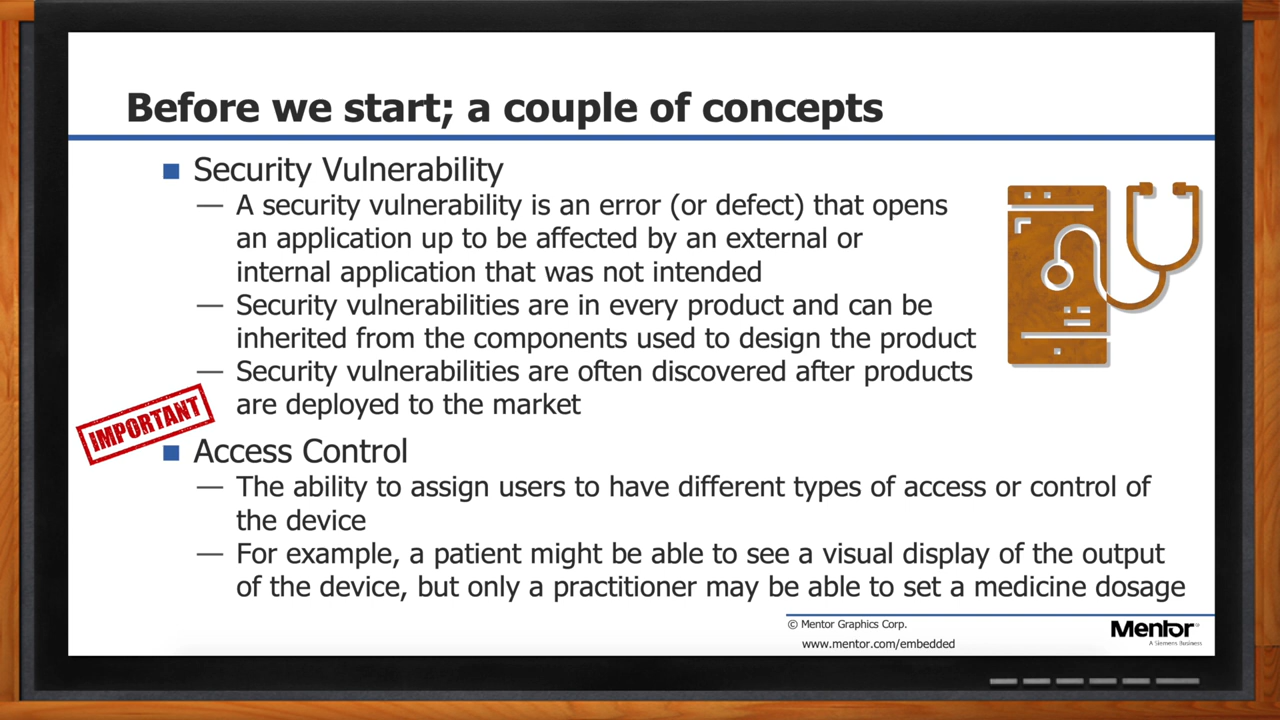 Before we start; a couple of concepts
Security Vulnerability
— A security vulnerability is an error (or defect) that opens
an application up to be affected by an external or
internal application that was not intended
— Security vulnerabilities are in every product and can be
inherited from the components used to design the product
— Security vulnerabilities are often discovered after products
are deployed to the market
IMPORTANT
Access Control
— The ability to assign users to have different types of access or control of
the device
— For example, a patient might be able to see a visual display of the output
of the device, but only a practitioner may be able to set a medicine dosage
© Mentor Graphics Corp.
www.mentor.com/embedded
Mentor
A Siemens Business